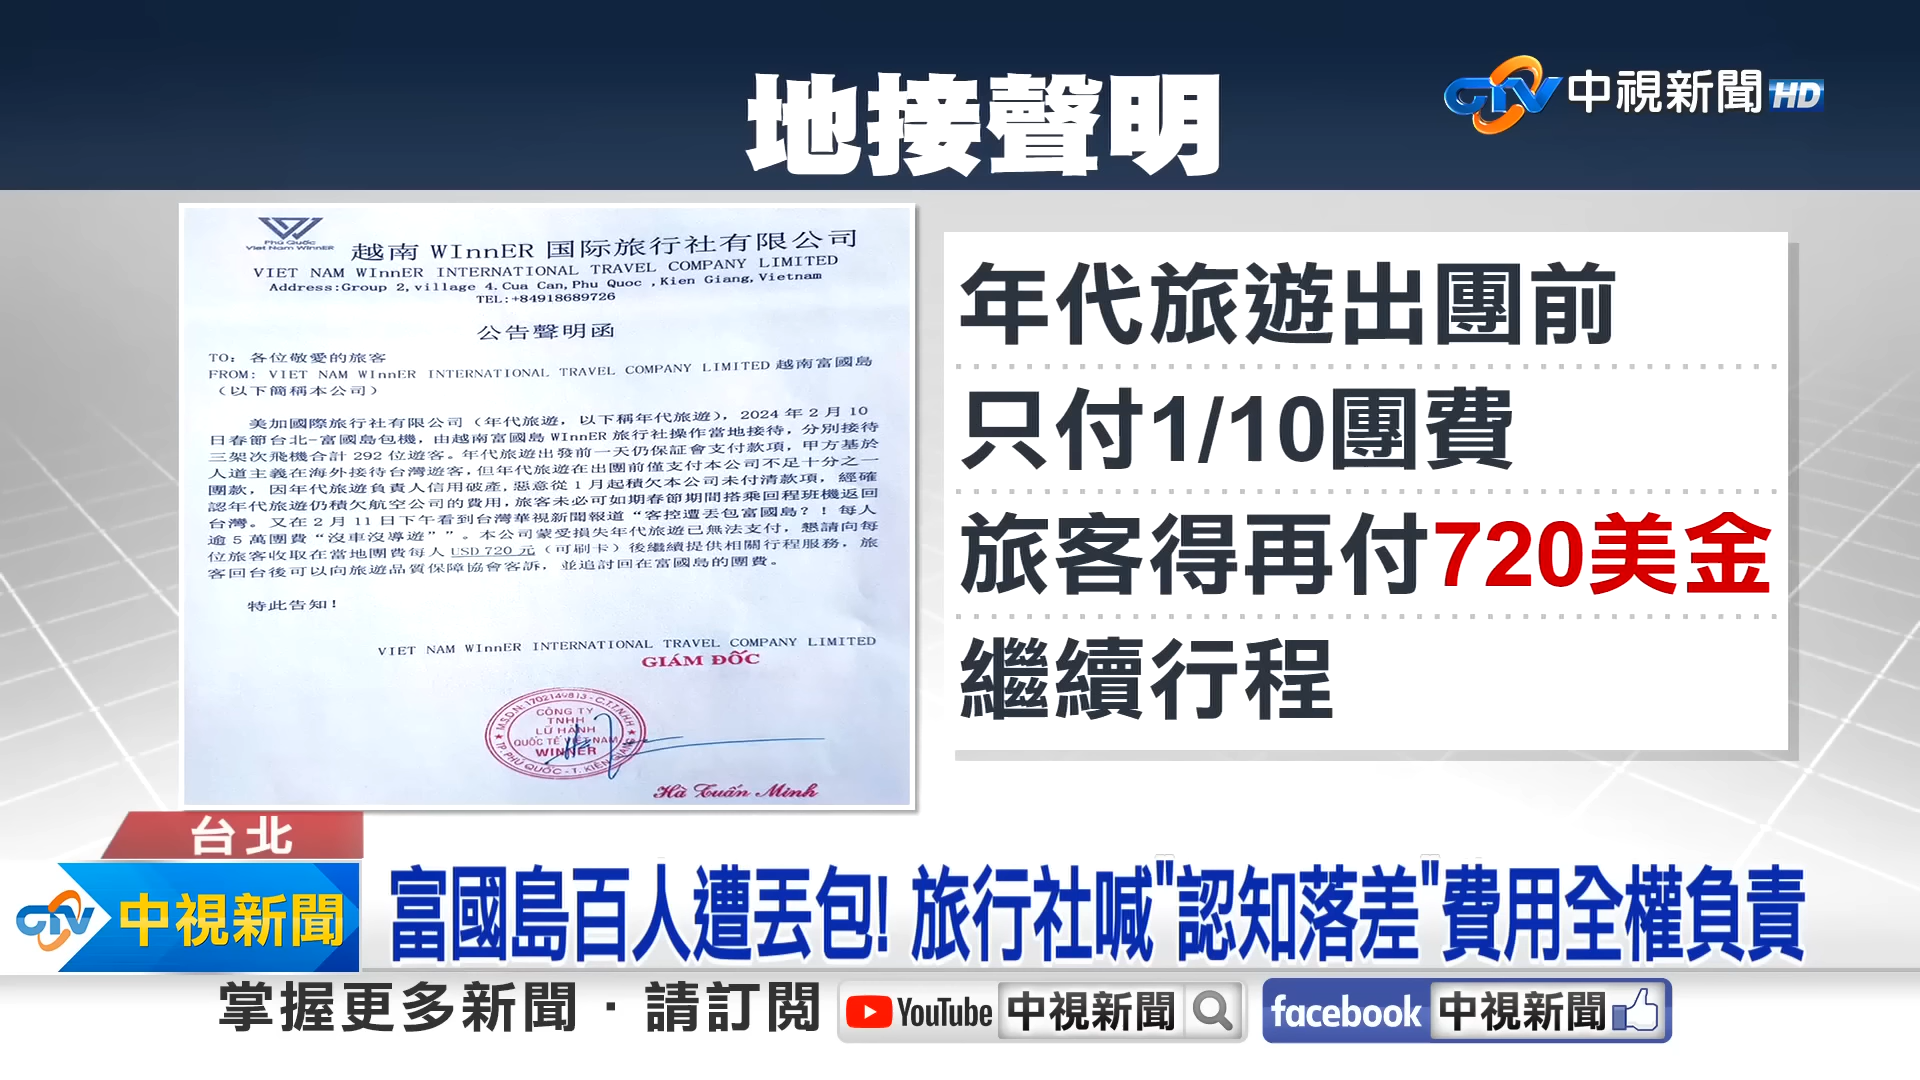 地接聲明
CTV 中視新聞 HD
Phú Quốc
Viet Nam WinnER
越南 WInnER 国际旅行社有限公司
VIET NAM WInnER INTERNATIONAL TRAVEL COMPANY LIMITED
Address:Group 2,village 4.Cua Can,Phu Quoc ,Kien Giang,Vietnam
TEL:+84918689726
公告聲明函
TO: 各位敬愛的旅客
FROM: VIET NAM WInnER INTERNATIONAL TRAVEL COMPANY LIMITED 越南富國島
（以下簡稱本公司）
美加國際旅行社有限公司（年代旅遊，以下稱年代旅遊），2024 年 2 月 10
日春節台北-富國島包機，由越南富國島 WInnER 旅行社操作當地接待，分別接待
三架次飛機合計 292 位遊客。年代旅遊出發前一天仍保証會支付款項，甲方基於
人道主義在海外接待台灣遊客，但年代旅遊在出團前僅支付本公司不足十分之一
團款，因年代旅遊負責人信用破產，惡意從 1 月起積欠本公司未付清款項，經確
認年代旅遊仍積欠航空公司的費用，旅客未必可如期春節期間搭乘回程班機返回
台灣。又在 2 月 11 日下午看到台灣華視新聞報道“客控遭丟包富國島？！每人
逾 5 萬團費“沒車沒導遊””。本公司蒙受損失年代旅遊已無法支付，懇請向每
位旅客收取在當地團費每人 USD 720 元（可刷卡）後繼續提供相關行程服務，旅
客回台後可以向旅遊品質保障協會客訴，並追討回在富國島的團費。
特此告知！
VIET NAM WInnER INTERNATIONAL TRAVEL COMPANY LIMITED
GIÁM ĐỐC
M.S.D.N: 1702149813 - C.T.T.N.H.H
CÔNG TY
TNHH
LỮ HÀNH
QUỐC TẾ VIỆT NAM
WINNER
TP. PHÚ QUỐC - T. KIÊN GIANG
Hà Tuấn Minh
年代旅遊出團前
只付1/10團費
旅客得再付720美金
繼續行程
台北
CTV 中視新聞
富國島百人遭丟包! 旅行社喊"認知落差"費用全權負責
掌握更多新聞・請訂閱 YouTube 中視新聞 facebook 中視新聞